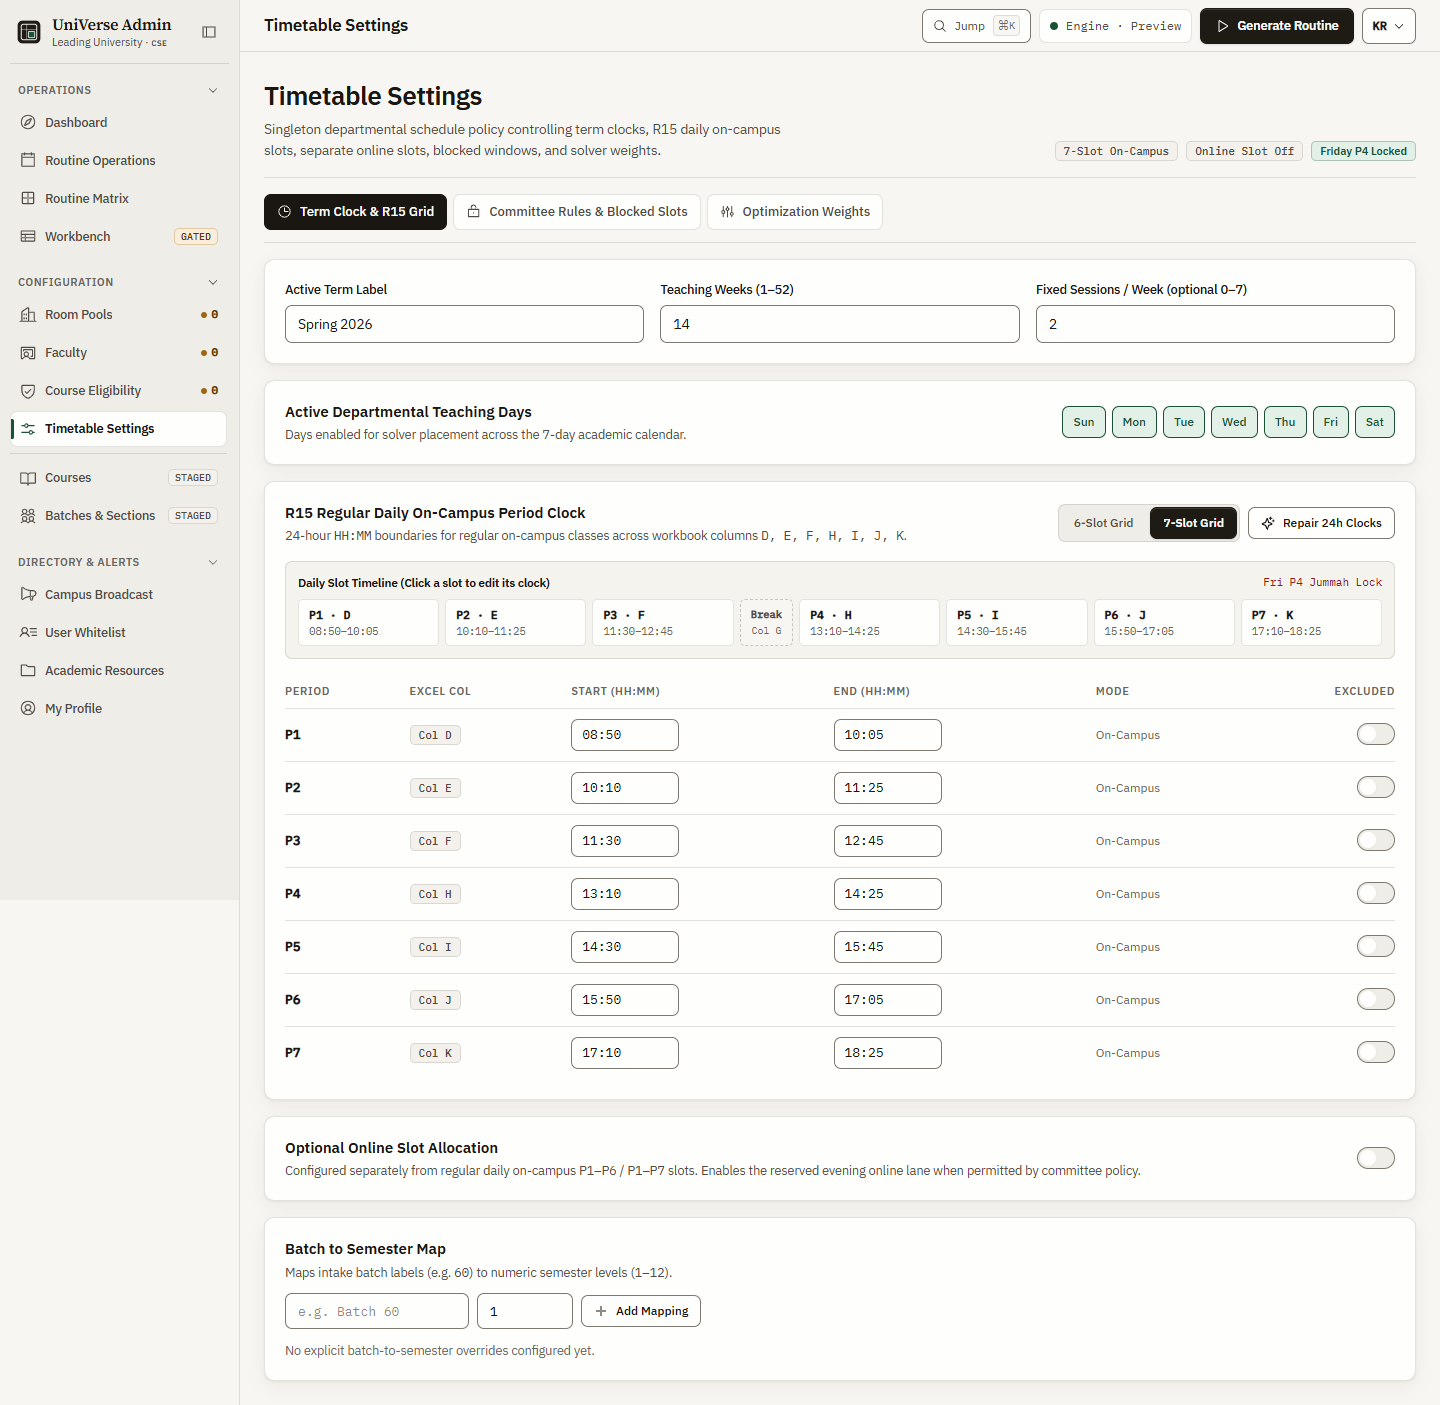 UniVerse Admin
Leading University · CSE
OPERATIONS
Dashboard
Routine Operations
Routine Matrix
Workbench GATED
CONFIGURATION
Room Pools 0
Faculty 0
Course Eligibility 0
Timetable Settings
Courses STAGED
Batches & Sections STAGED
DIRECTORY & ALERTS
Campus Broadcast
User Whitelist
Academic Resources
My Profile
Timetable Settings
Jump ⌘K
Engine · Preview
Generate Routine
KR
Timetable Settings
Singleton departmental schedule policy controlling term clocks, R15 daily on-campus
slots, separate online slots, blocked windows, and solver weights.
7-Slot On-Campus Online Slot Off Friday P4 Locked
Term Clock & R15 Grid Committee Rules & Blocked Slots Optimization Weights
Active Term Label Teaching Weeks (1–52) Fixed Sessions / Week (optional 0–7)
Spring 2026 14 2
Active Departmental Teaching Days
Days enabled for solver placement across the 7-day academic calendar.
Sun Mon Tue Wed Thu Fri Sat
R15 Regular Daily On-Campus Period Clock
24-hour HH:MM boundaries for regular on-campus classes across workbook columns D, E, F, H, I, J, K.
6-Slot Grid 7-Slot Grid Repair 24h Clocks
Daily Slot Timeline (Click a slot to edit its clock) Fri P4 Jummah Lock
P1 · D P2 · E P3 · F Break P4 · H P5 · I P6 · J P7 · K
08:50–10:05 10:10–11:25 11:30–12:45 Col G 13:10–14:25 14:30–15:45 15:50–17:05 17:10–18:25
PERIOD EXCEL COL START (HH:MM) END (HH:MM) MODE EXCLUDED
P1 Col D 08:50 10:05 On-Campus
P2 Col E 10:10 11:25 On-Campus
P3 Col F 11:30 12:45 On-Campus
P4 Col H 13:10 14:25 On-Campus
P5 Col I 14:30 15:45 On-Campus
P6 Col J 15:50 17:05 On-Campus
P7 Col K 17:10 18:25 On-Campus
Optional Online Slot Allocation
Configured separately from regular daily on-campus P1–P6 / P1–P7 slots. Enables the reserved evening online lane when permitted by committee policy.
Batch to Semester Map
Maps intake batch labels (e.g. 60) to numeric semester levels (1–12).
e.g. Batch 60 1 Add Mapping
No explicit batch-to-semester overrides configured yet.